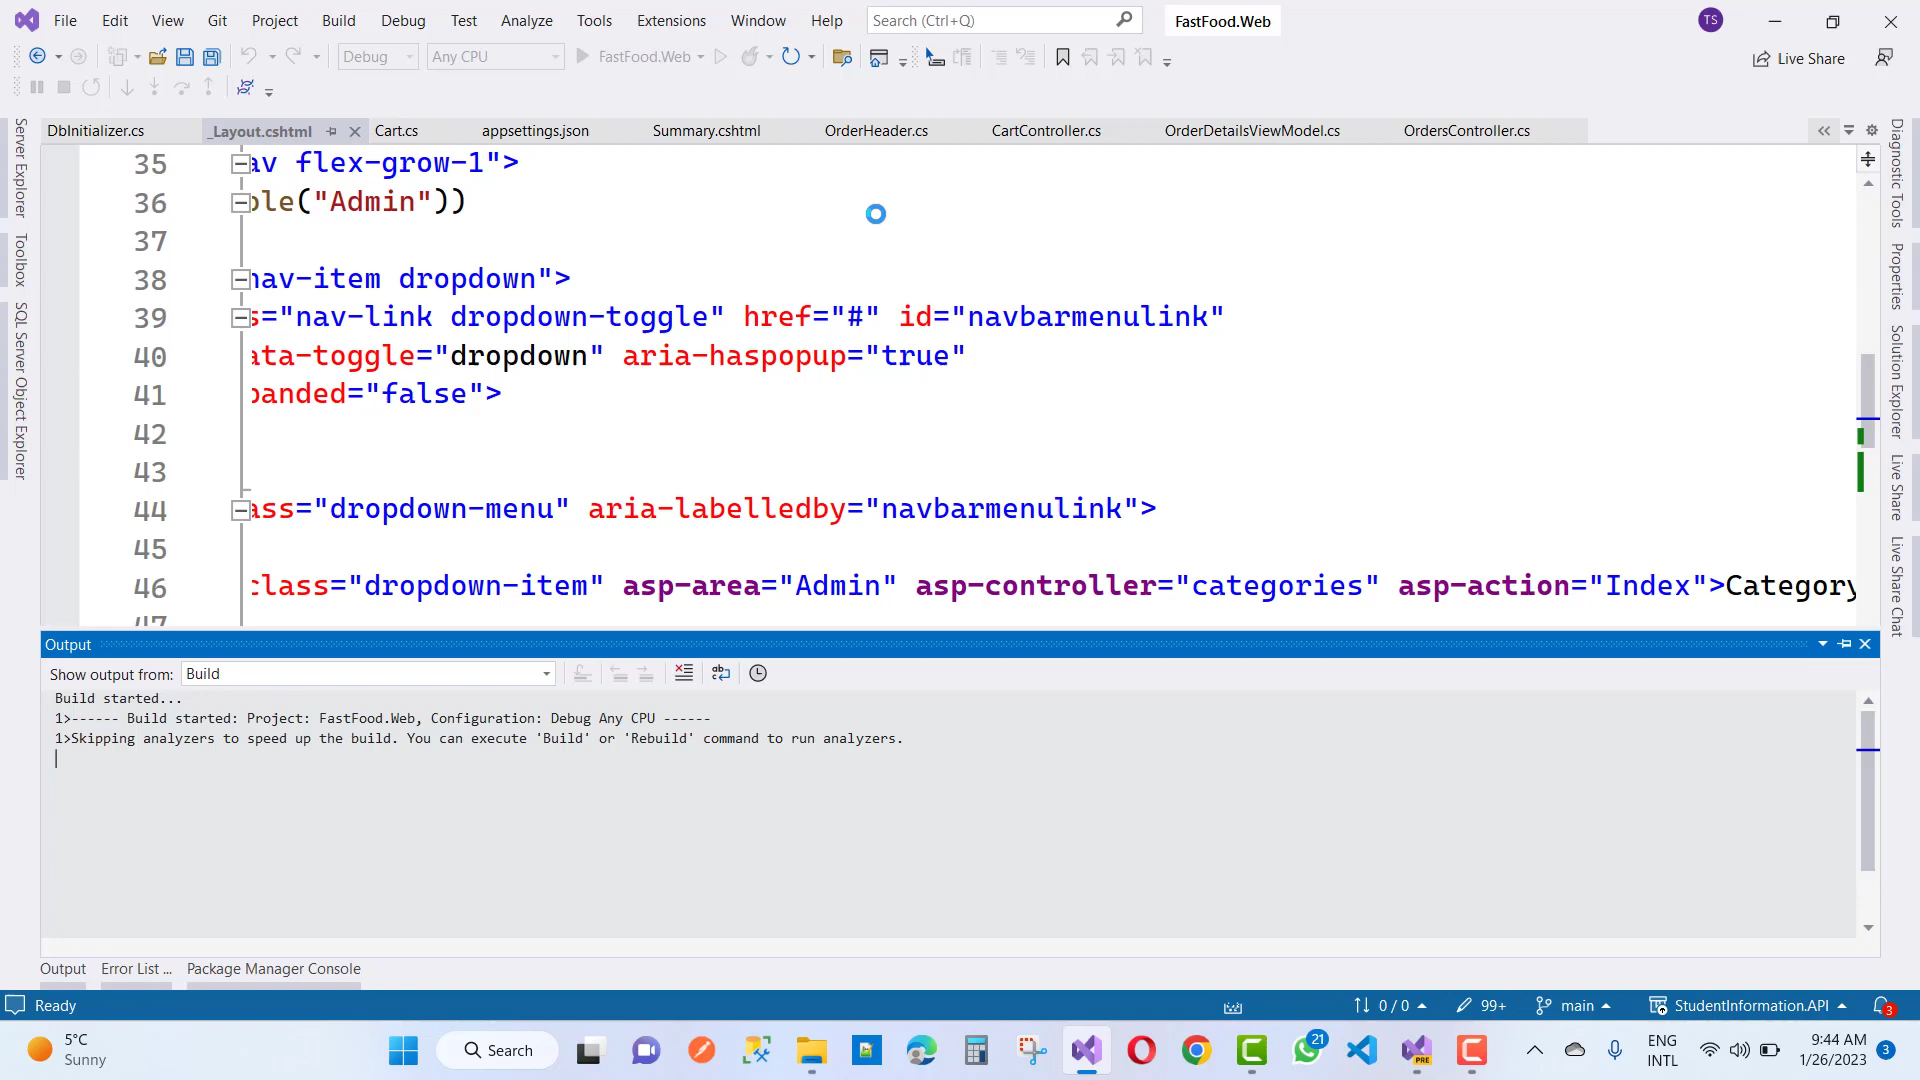 File Edit View Git Project Build Debug Test Analyze Tools Extensions Window Help Search (Ctrl+Q) FastFood.Web TS
Debug Any CPU FastFood.Web Live Share
DbInitializer.cs _Layout.cshtml Cart.cs appsettings.json Summary.cshtml OrderHeader.cs CartController.cs OrderDetailsViewModel.cs OrdersController.cs
Server Explorer
Toolbox
SQL Server Object Explorer
35 av flex-grow-1">
36 ole("Admin"))
37
38 nav-item dropdown">
39 s="nav-link dropdown-toggle" href="#" id="navbarmenulink"
40 ata-toggle="dropdown" aria-haspopup="true"
41 panded="false">
42
43
44 ass="dropdown-menu" aria-labelledby="navbarmenulink">
45
46 class="dropdown-item" asp-area="Admin" asp-controller="categories" asp-action="Index">Category
47
Diagnostic Tools
Properties
Solution Explorer
Live Share
Live Share Chat
Output
Show output from: Build
Build started...
1>------ Build started: Project: FastFood.Web, Configuration: Debug Any CPU ------
1>Skipping analyzers to speed up the build. You can execute 'Build' or 'Rebuild' command to run analyzers.
Output Error List ... Package Manager Console
Ready 0 / 0 99+ main StudentInformation.API 3
5°C
Sunny
Search
21
PRE
ENG
INTL
9:44 AM
1/26/2023
3